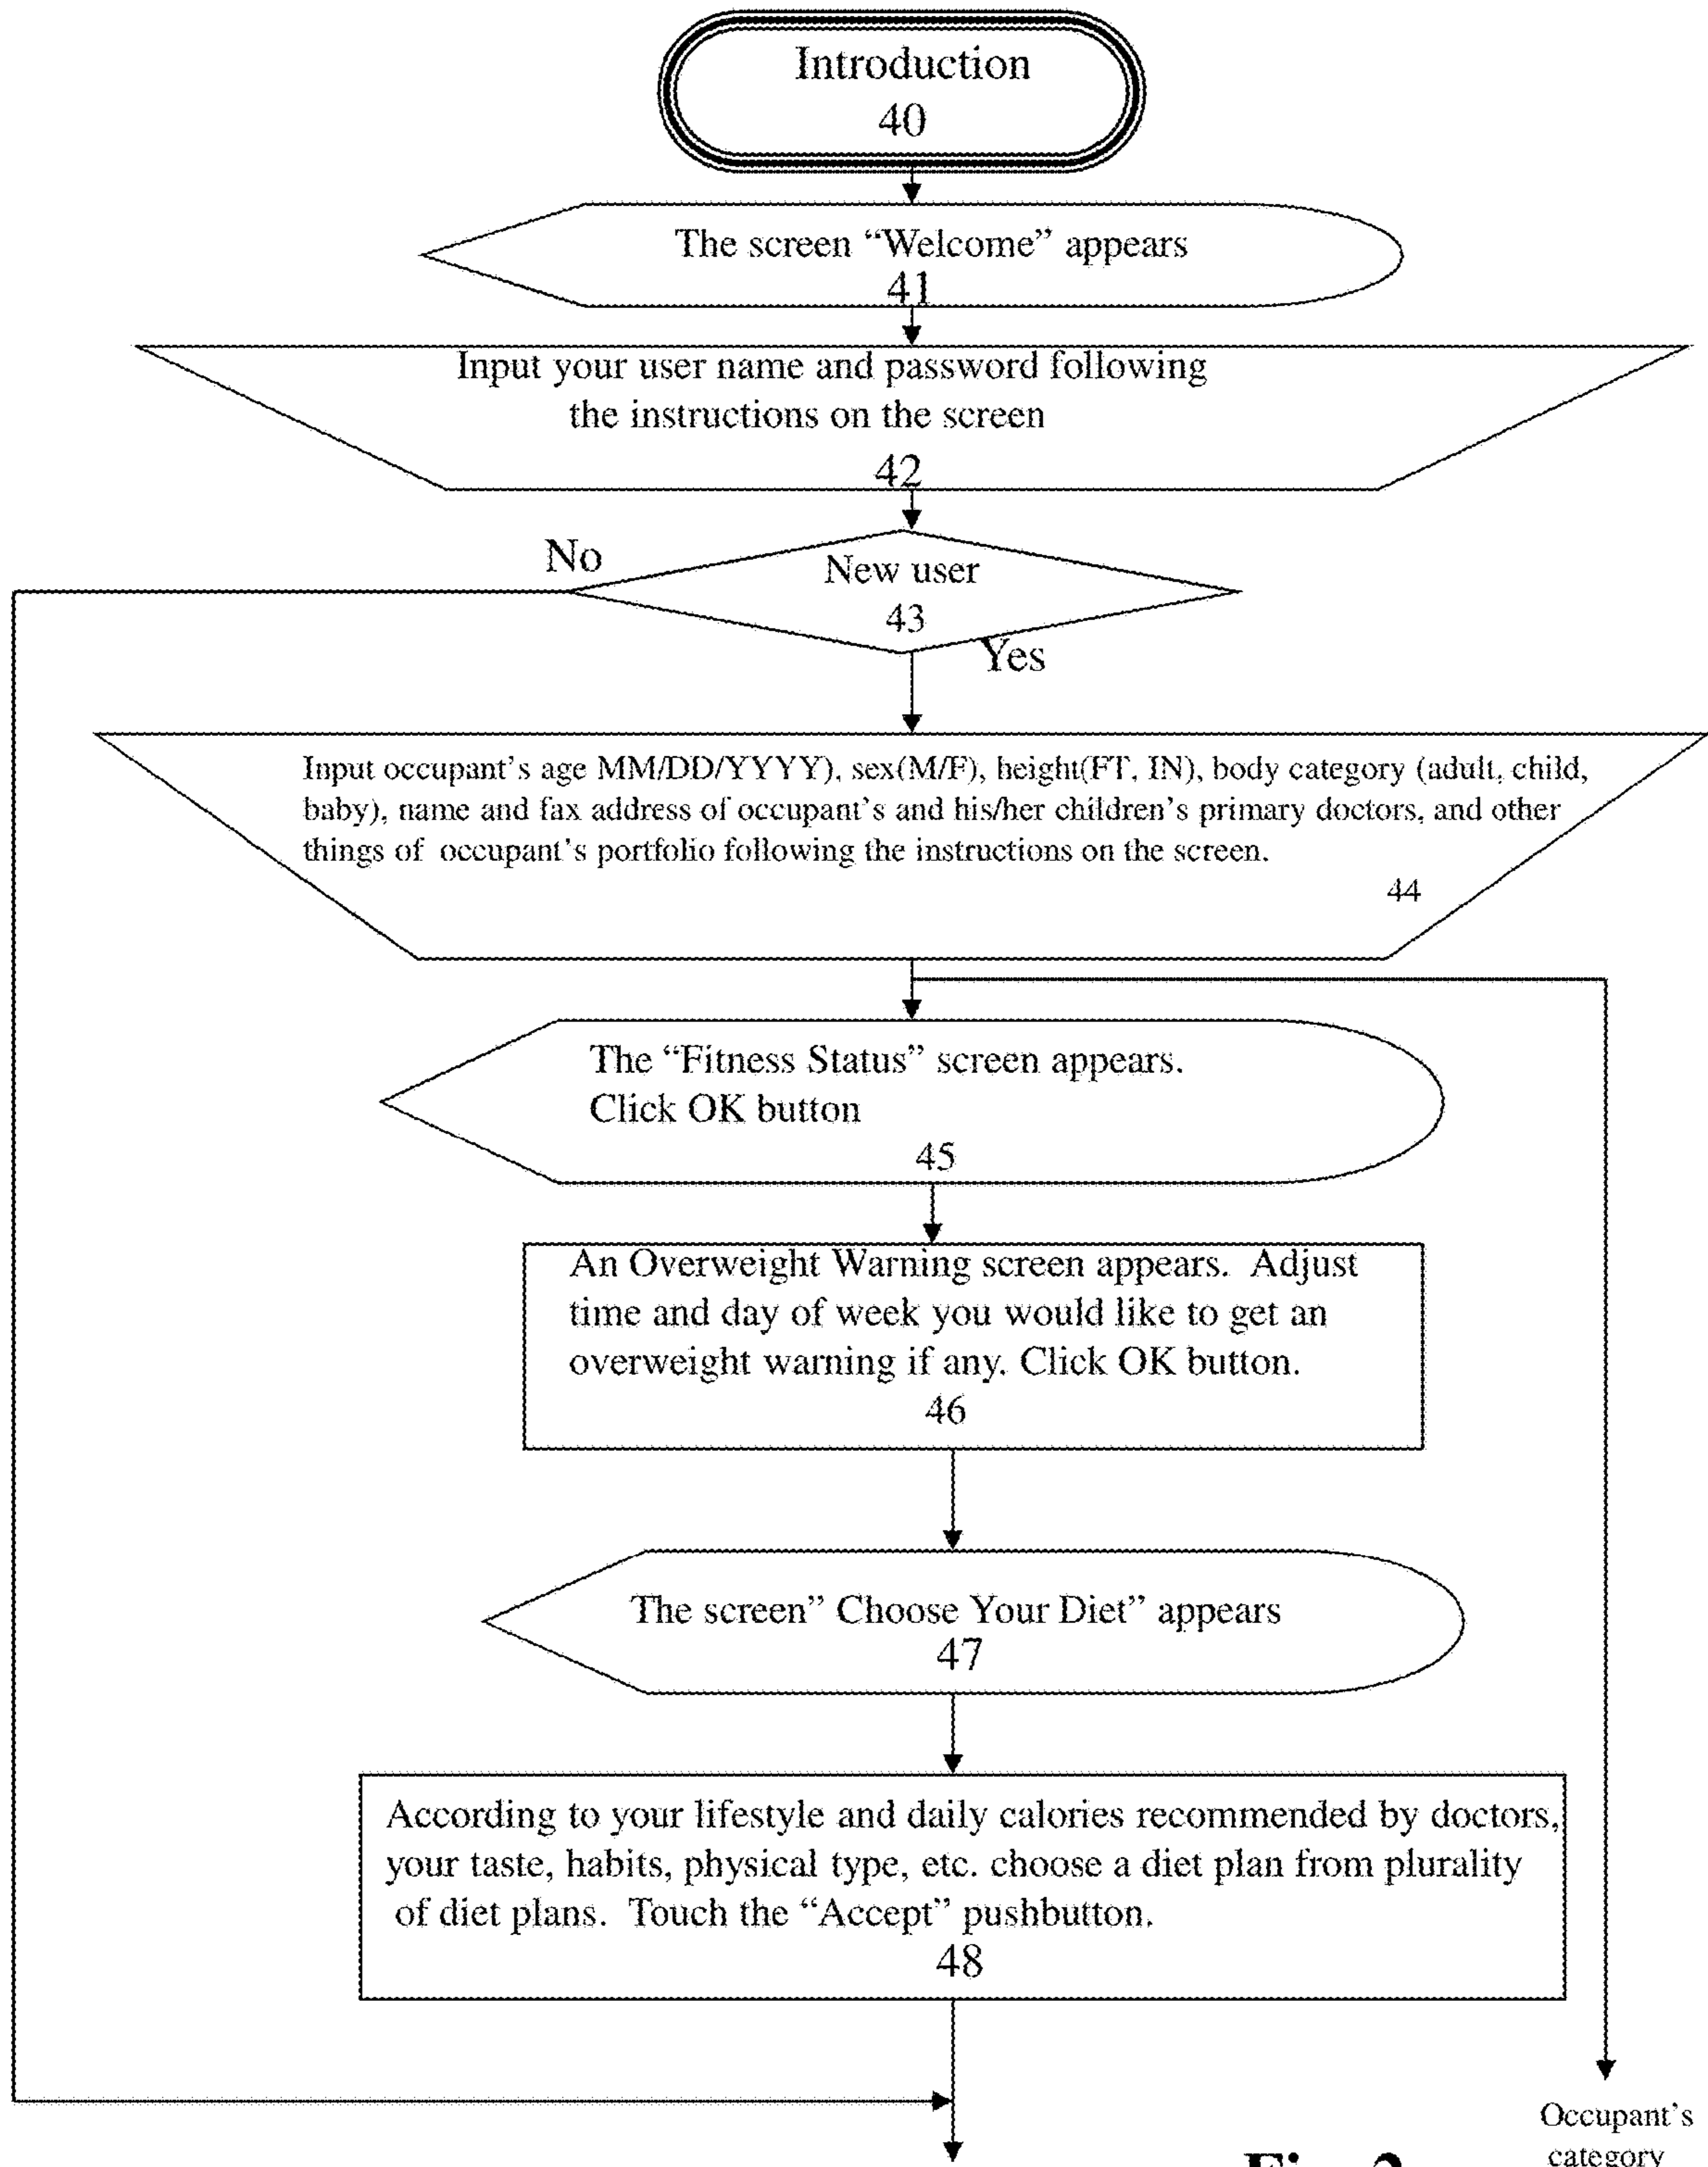 Introduction
40
The screen “Welcome” appears
41
Input your user name and password following
the instructions on the screen
42
No
New user
43
Yes
Input occupant’s age MM/DD/YYYY), sex(M/F), height(FT, IN), body category (adult, child,
baby), name and fax address of occupant’s and his/her children’s primary doctors, and other
things of occupant’s portfolio following the instructions on the screen.
44
The “Fitness Status” screen appears.
Click OK button
45
An Overweight Warning screen appears. Adjust
time and day of week you would like to get an
overweight warning if any. Click OK button.
46
The screen” Choose Your Diet” appears
47
According to your lifestyle and daily calories recommended by doctors,
your taste, habits, physical type, etc. choose a diet plan from plurality
of diet plans. Touch the “Accept” pushbutton.
48
Occupant’s
category